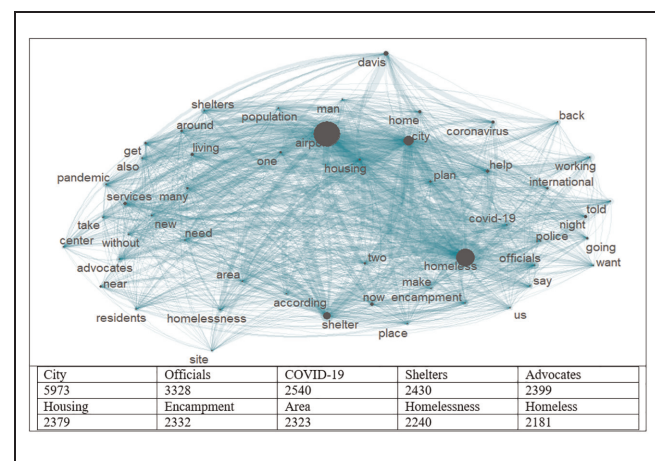 davis
shelters
man
population
home
back
around
airport
city
coronavirus
get
living
one
housing
help
working
also
pandemic
plan
international
services
many
told
take
new
covid-19
night
center
without
need
police
going
advocates
two
homeless
officials
want
near
area
make
say
according
now
encampment
residents
homelessness
shelter
place
us
site
City Officials COVID-19 Shelters Advocates
5973 3328 2540 2430 2399
Housing Encampment Area Homelessness Homeless
2379 2332 2323 2240 2181